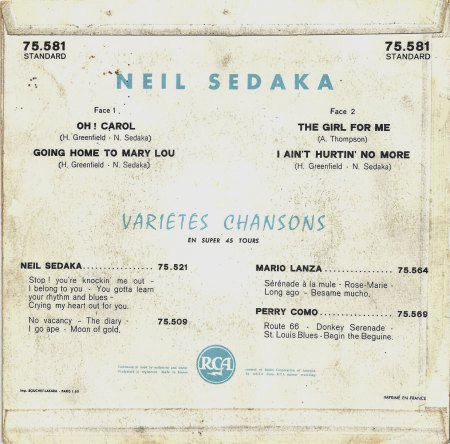 75.581
STANDARD
75.581
STANDARD
NEIL SEDAKA
Face 1
OH ! CAROL
(H. Greenfield - N. Sedaka)
GOING HOME TO MARY LOU
(H. Greenfield - N. Sedaka)
Face 2
THE GIRL FOR ME
(A. Thompson)
I AIN'T HURTIN' NO MORE
(H. Greenfield - N. Sedaka)
VARIETES CHANSONS
EN SUPER 45 TOURS
NEIL SEDAKA 75.521
Stop ! you're knockin' me out -
I belong to you - You gotta learn
your rhythm and blues -
Crying my heart out for you.
No vacancy - The diary - 75.509
I go ape - Moon of gold.
MARIO LANZA 75.564
Sérénade à la mule - Rose-Marie -
Long ago - Besame mucho.
PERRY COMO 75.569
Route 66 - Donkey Serenade -
St. Louis Blues - Begin the Beguine.
RCA
Imp. BOUCHET-LAKARA - PARIS
IMPRIMÉ EN FRANCE